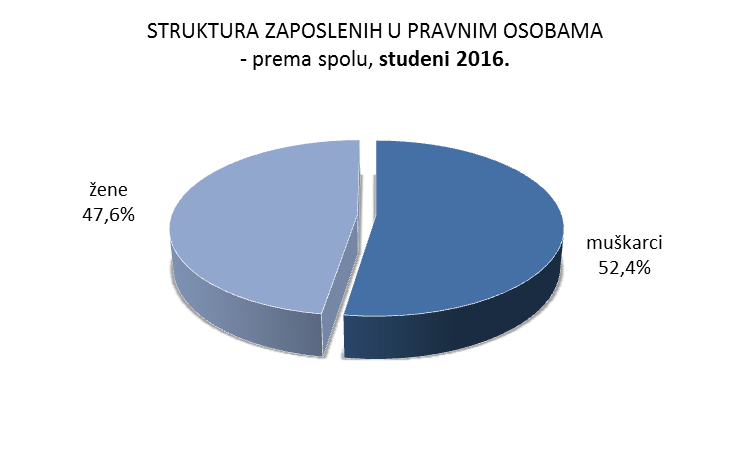 STRUKTURA ZAPOSLENIH U PRAVNIM OSOBAMA
- prema spolu, studeni 2016.
žene
47,6%
muškarci
52,4%